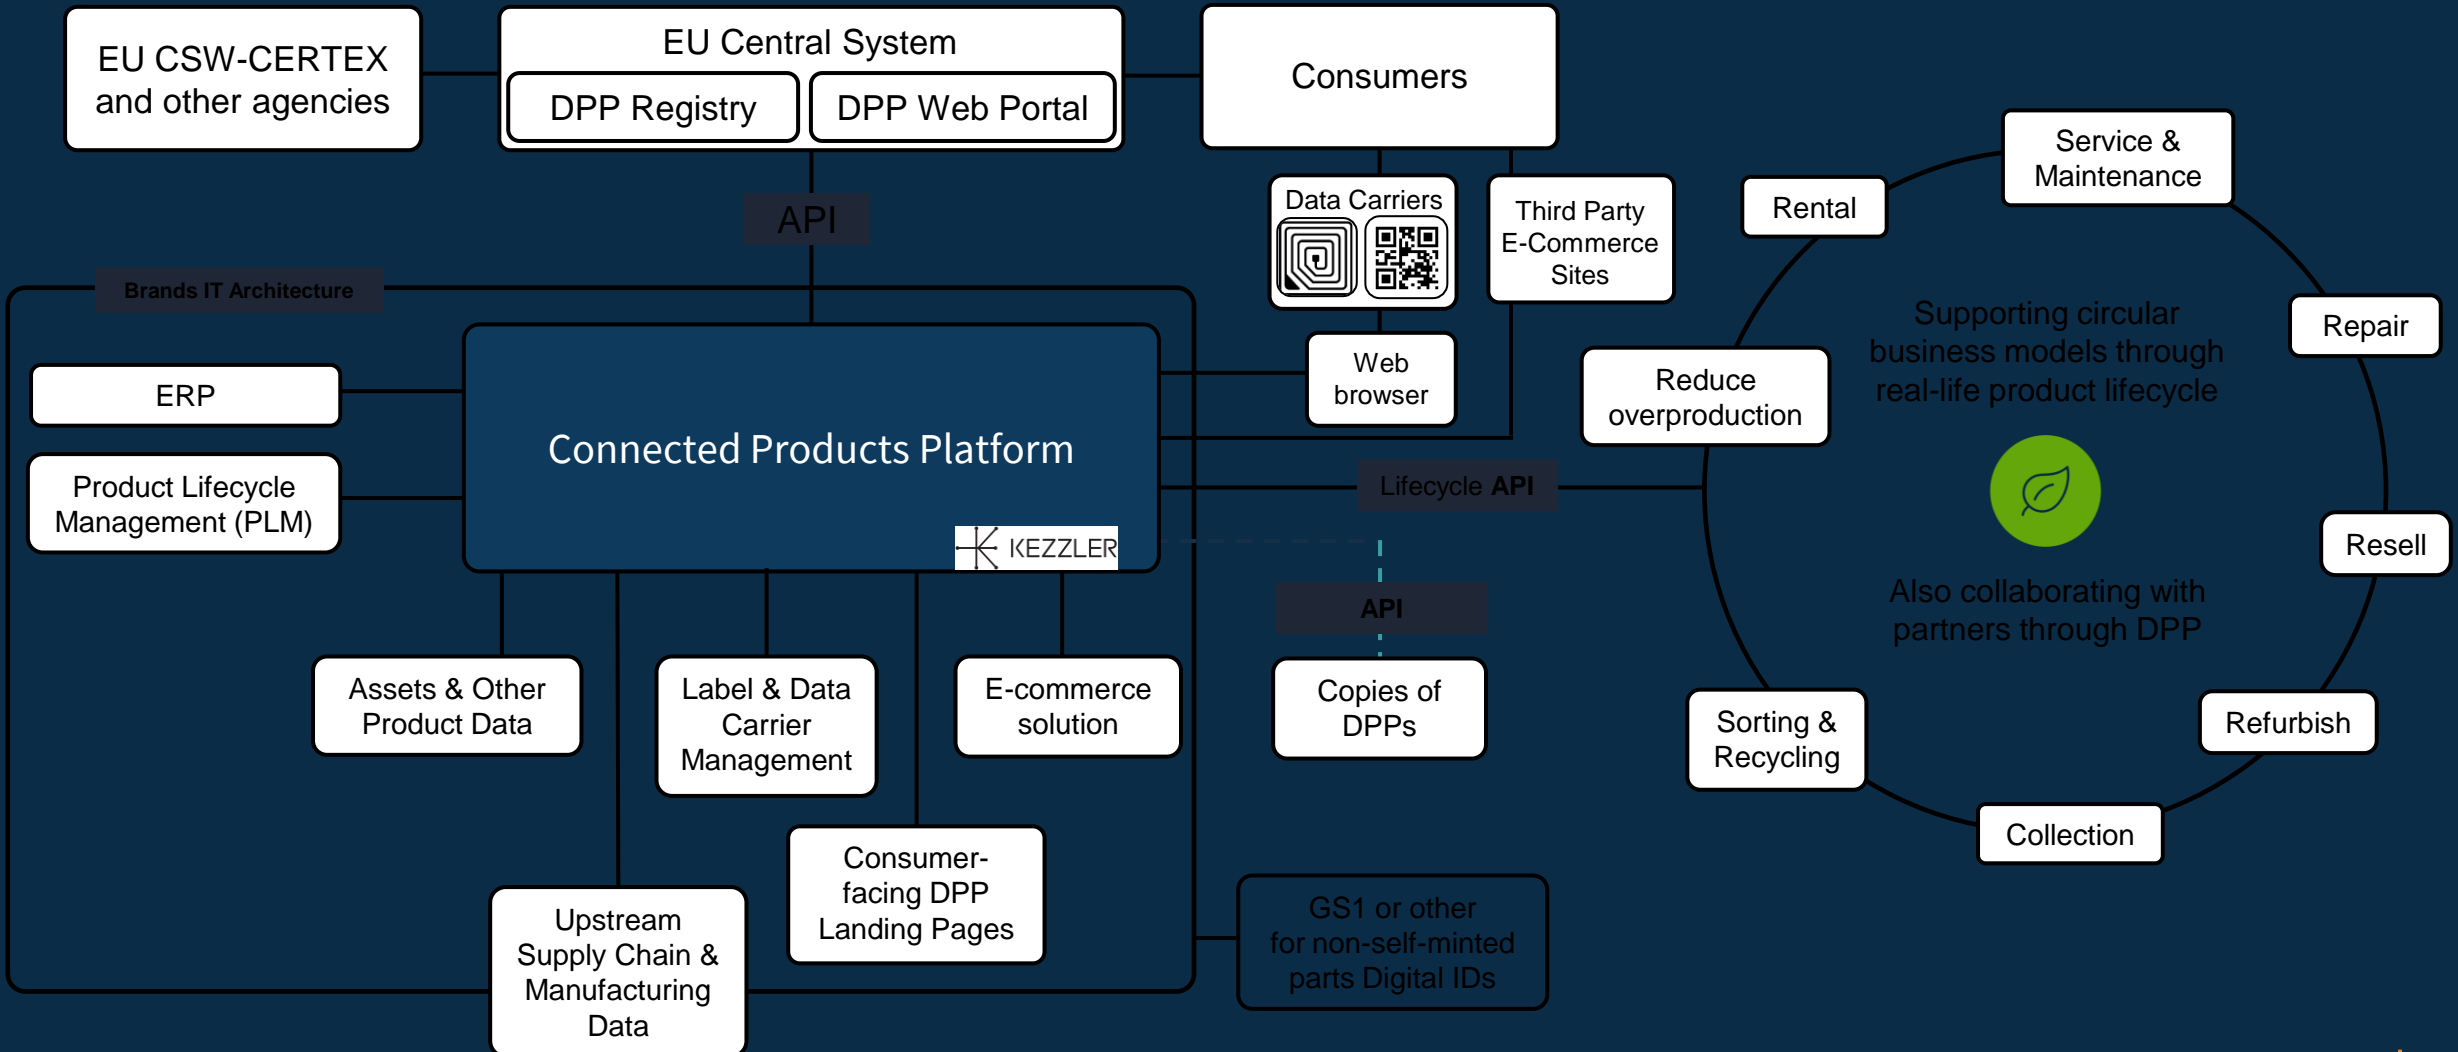 EU CSW-CERTEX
and other agencies
EU Central System
DPP Registry
DPP Web Portal
Consumers
API
Data Carriers
Third Party
E-Commerce
Sites
Web
browser
Brands IT Architecture
ERP
Product Lifecycle
Management (PLM)
Connected Products Platform
KEZZLER
Lifecycle API
API
Copies of
DPPs
Assets & Other
Product Data
Label & Data
Carrier
Management
E-commerce
solution
Upstream
Supply Chain &
Manufacturing
Data
Consumer-
facing DPP
Landing Pages
GS1 or other
for non-self-minted
parts Digital IDs
Service &
Maintenance
Rental
Repair
Reduce
overproduction
Supporting circular
business models through
real-life product lifecycle
Also collaborating with
partners through DPP
Resell
Refurbish
Sorting &
Recycling
Collection